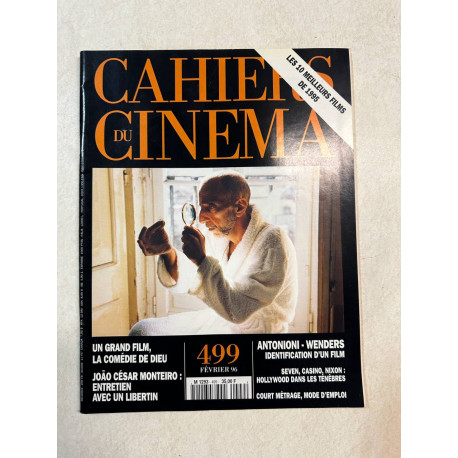 CAHIERS
DU
CINEMA
LES 10 MEILLEURS FILMS
DE 1995
UN GRAND FILM,
LA COMÉDIE DE DIEU
JOÃO CÉSAR MONTEIRO :
ENTRETIEN
AVEC UN LIBERTIN
499
FÉVRIER 96
ANTONIONI - WENDERS
IDENTIFICATION D'UN FILM
SEVEN, CASINO, NIXON :
HOLLYWOOD DANS LES TÉNÈBRES
COURT MÉTRAGE, MODE D'EMPLOI